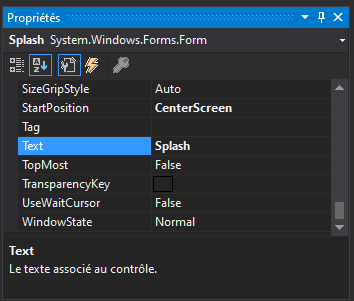 Propriétés
Splash System.Windows.Forms.Form
SizeGripStyle Auto
StartPosition CenterScreen
Tag
Text Splash
TopMost False
TransparencyKey
UseWaitCursor False
WindowState Normal
Text
Le texte associé au contrôle.